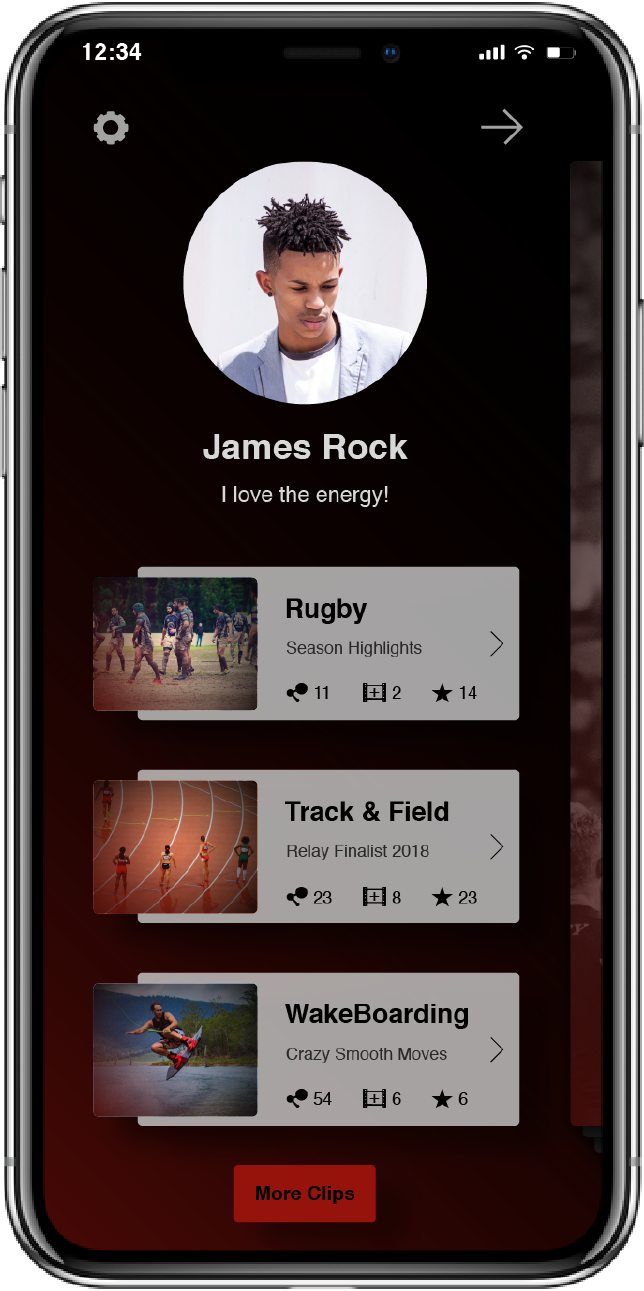 12:34
James Rock
I love the energy!
Rugby
Season Highlights
11 2 14
Track & Field
Relay Finalist 2018
23 8 23
WakeBoarding
Crazy Smooth Moves
54 6 6
More Clips